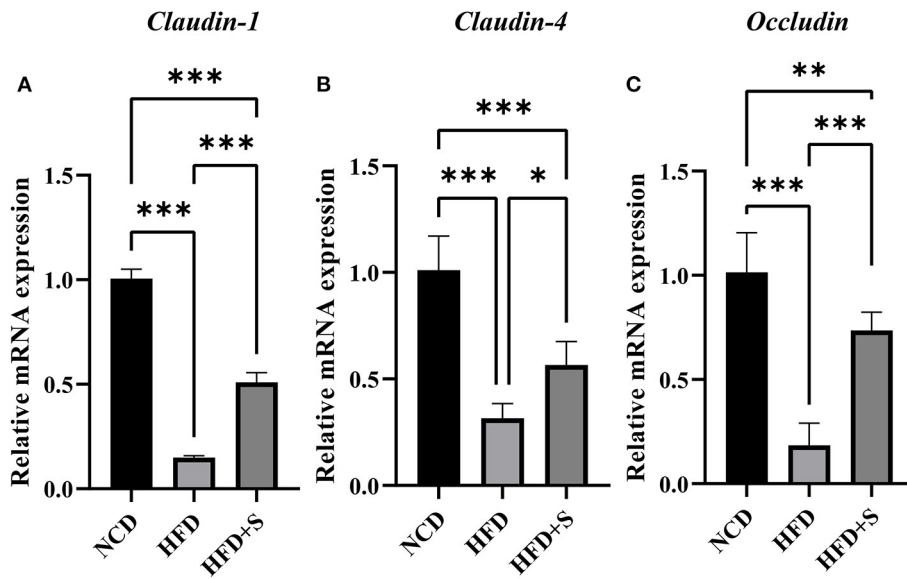 Claudin-1
Claudin-4
Occludin
A
***
***
***
Relative mRNA expression
1.5
1.0
0.5
0.0
NCD
HFD
HFD+S
B
***
***
*
Relative mRNA expression
1.5
1.0
0.5
0.0
NCD
HFD
HFD+S
C
**
***
***
Relative mRNA expression
1.5
1.0
0.5
0.0
NCD
HFD
HFD+S